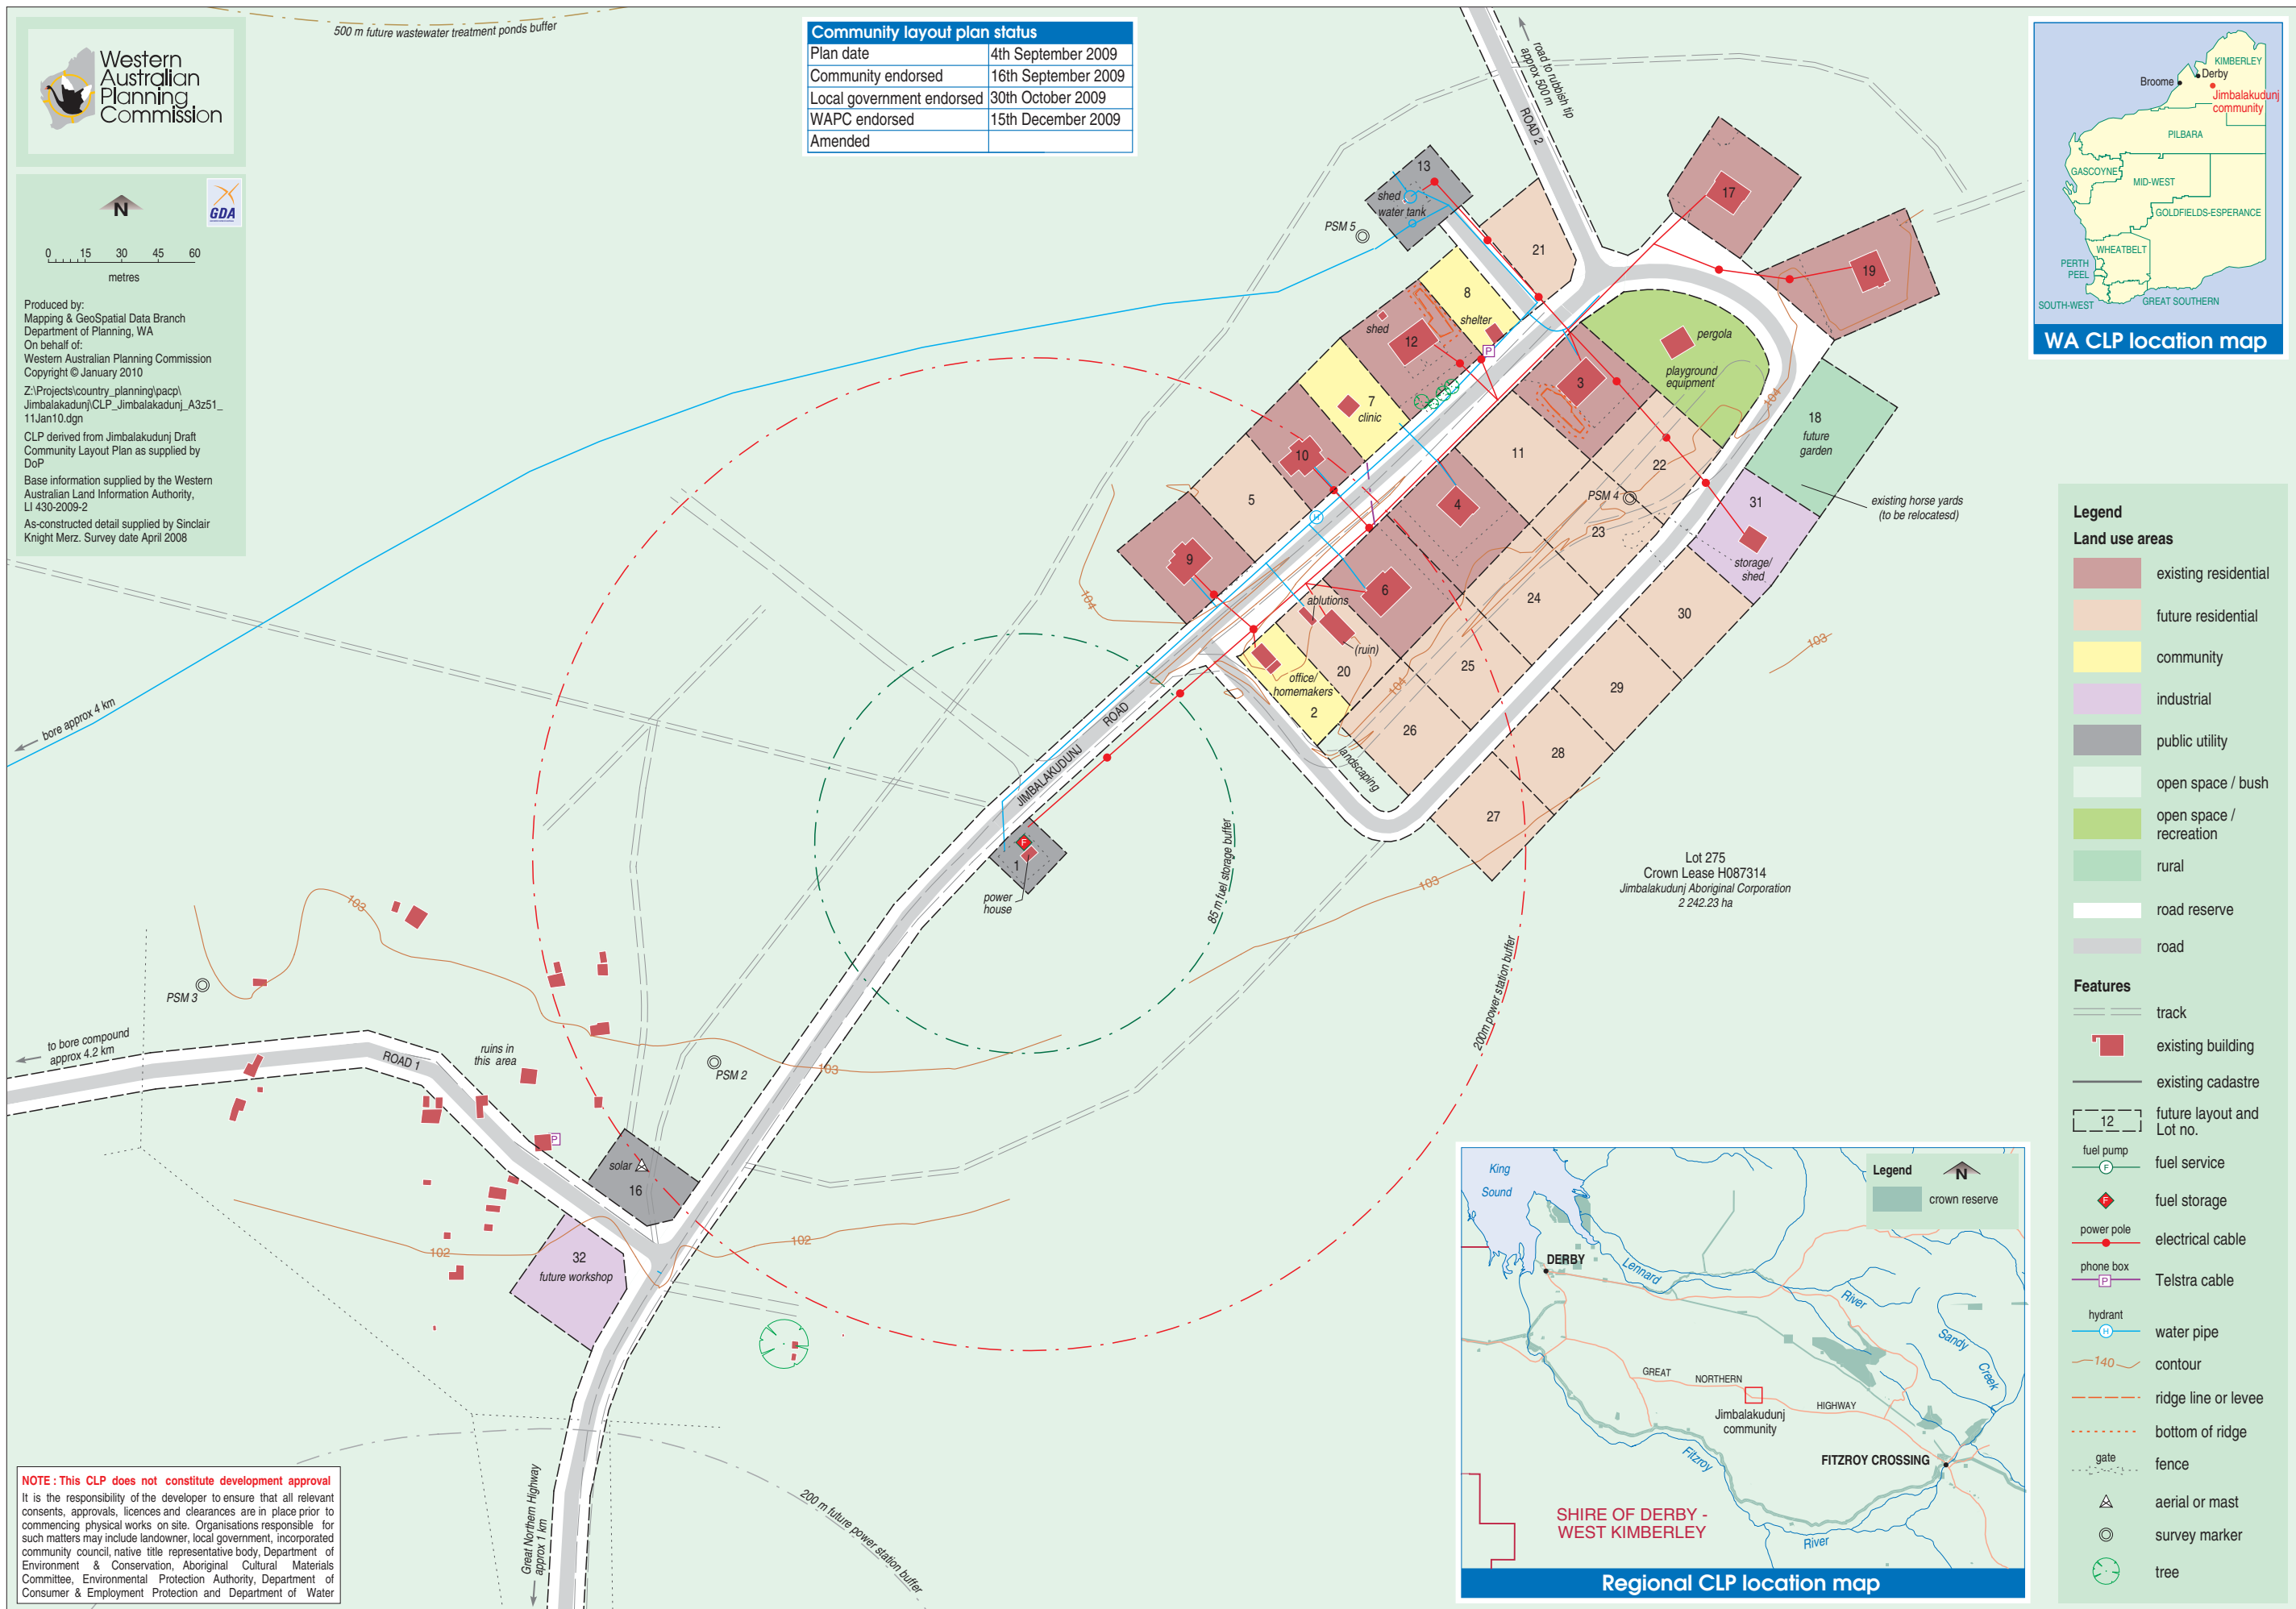 Western
Australian
Planning
Commission
N
GDA
0 15 30 45 60
metres
Produced by:
Mapping & GeoSpatial Data Branch
Department of Planning, WA
On behalf of:
Western Australian Planning Commission
Copyright © January 2010
Z:\Projects\country_planning\pacp\
Jimbalakadunj\CLP_Jimbalakadunj_A3z51_
11Jan10.dgn
CLP derived from Jimbalakudunj Draft
Community Layout Plan as supplied by
DoP
Base information supplied by the Western
Australian Land Information Authority,
LI 430-2009-2
As-constructed detail supplied by Sinclair
Knight Merz. Survey date April 2008
500 m future wastewater treatment ponds buffer
Community layout plan status
Plan date 4th September 2009
Community endorsed 16th September 2009
Local government endorsed 30th October 2009
WAPC endorsed 15th December 2009
Amended
road to rubbish tip
approx 500 m
ROAD 2
13
shed
water tank
PSM 5
21
17
19
8
shelter
shed
12
P
pergola
playground
equipment
3
7
clinic
104
18
future
garden
10
11
22
PSM 4
31
existing horse yards
(to be relocatesd)
5
4
23
H
storage/
shed
9
6
24
30
104
ablutions
(ruin)
20
25
103
office/
homemakers
104
29
2
26
landscaping
28
27
JIMBALAKUDUNJ
ROAD
bore approx 4 km
F
1
power
house
85 m fuel storage buffer
103
Lot 275
Crown Lease H087314
Jimbalakudunj Aboriginal Corporation
2 242.23 ha
200m power station buffer
103
PSM 3
to bore compound
approx 4.2 km
ROAD 1
ruins in
this area
PSM 2
103
P
solar
16
102
102
32
future workshop
Great Northern Highway
approx 1 km
200 m future power station buffer
NOTE : This CLP does not constitute development approval
It is the responsibility of the developer to ensure that all relevant
consents, approvals, licences and clearances are in place prior to
commencing physical works on site. Organisations responsible for
such matters may include landowner, local government, incorporated
community council, native title representative body, Department of
Environment & Conservation, Aboriginal Cultural Materials
Committee, Environmental Protection Authority, Department of
Consumer & Employment Protection and Department of Water
KIMBERLEY
Derby
Broome
Jimbalakudunj
community
PILBARA
GASCOYNE
MID-WEST
GOLDFIELDS-ESPERANCE
WHEATBELT
PERTH
PEEL
SOUTH-WEST
GREAT SOUTHERN
WA CLP location map
Legend
Land use areas
existing residential
future residential
community
industrial
public utility
open space / bush
open space /
recreation
rural
road reserve
road
Features
track
existing building
existing cadastre
12
future layout and
Lot no.
fuel pump
F
fuel service
F
fuel storage
power pole
electrical cable
phone box
P
Telstra cable
hydrant
H
water pipe
140
contour
ridge line or levee
bottom of ridge
gate
fence
aerial or mast
survey marker
tree
King
Sound
Legend
N
crown reserve
DERBY
Lennard
River
Sandy
Creek
GREAT
NORTHERN
HIGHWAY
Jimbalakudunj
community
FITZROY CROSSING
Fitzroy
River
SHIRE OF DERBY -
WEST KIMBERLEY
Regional CLP location map